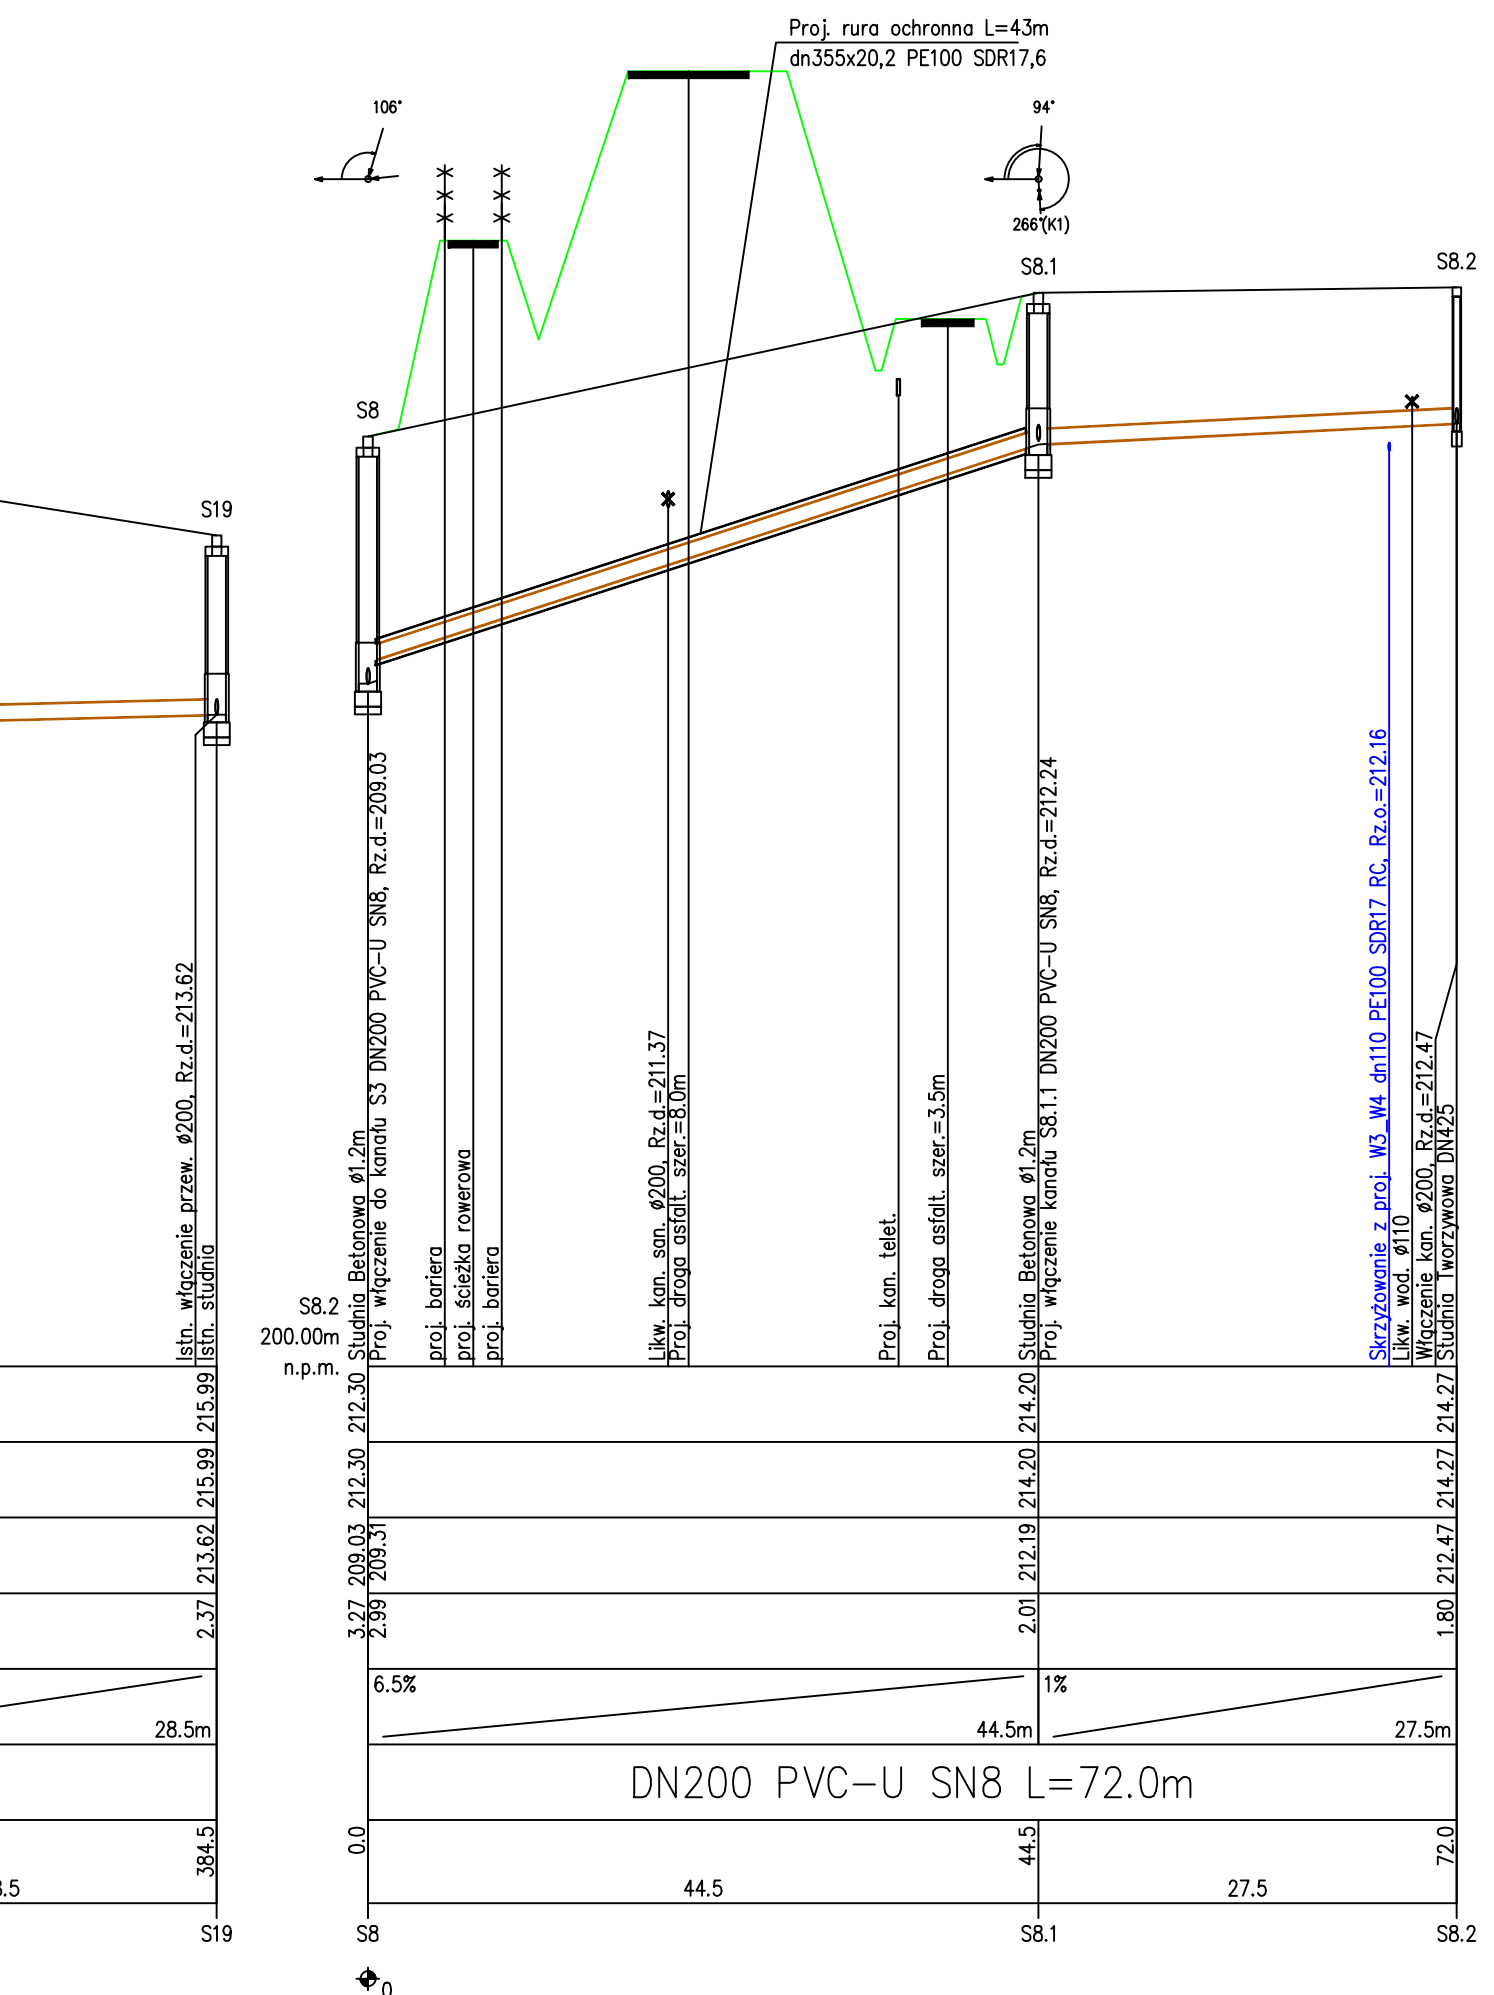 Proj. rura ochronna L=43m
dn355x20,2 PE100 SDR17,6
106°
94°
266°(K1)
S8.1
S8.2
S8
S19
Istn. włączenie przew. ø200, Rz.d.=213.62
Istn. studnia
S8.2
200.00m
n.p.m.
Studnia Betonowa ø1.2m
Proj. włączenie do kanału S3 DN200 PVC-U SN8, Rz.d.=209.03
proj. bariera
proj. ścieżka rowerowa
proj. bariera
Likw. kan. san. ø200, Rz.d.=211.37
Proj. droga asfalt. szer.=8.0m
Proj. kan. telet.
Proj. droga asfalt. szer.=3.5m
Studnia Betonowa ø1.2m
Proj. włączenie kanału S8.1.1 DN200 PVC-U SN8, Rz.d.=212.24
Skrzyżowanie z proj. W3_W4 dn110 PE100 SDR17 RC, Rz.o.=212.16
Likw. wod. ø110
Włączenie kan. ø200, Rz.d.=212.47
Studnia Tworzywowa DN425
215.99
212.30
214.20
214.27
215.99
212.30
214.20
214.27
213.62
209.03
209.31
212.19
212.47
2.37
3.27
2.99
2.01
1.80
6.5%
1%
28.5m
44.5m
27.5m
DN200 PVC-U SN8 L=72.0m
384.5
0.0
44.5
72.0
.5
44.5
27.5
S19
S8
S8.1
S8.2
0